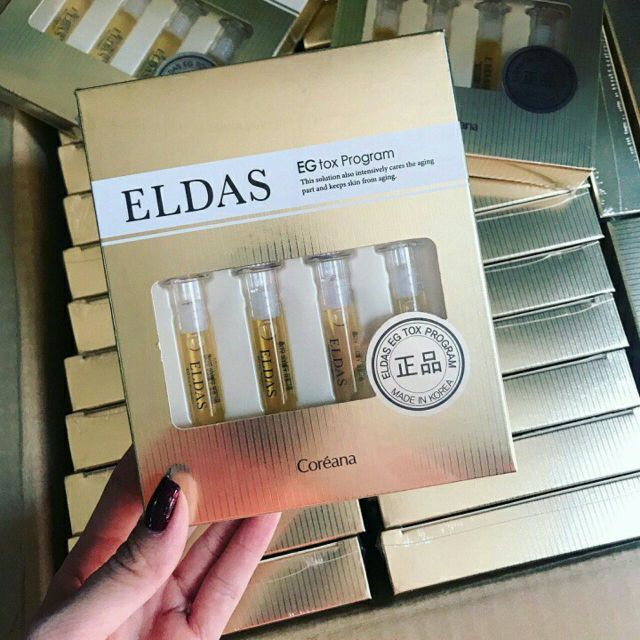 ELDAS
EG tox Program
This solution also intensively cares the aging
part and keeps skin from aging.
ELDAS
ELDAS
ELDAS
ELDAS EG TOX PROGRAM
正品
MADE IN KOREA
Coréana